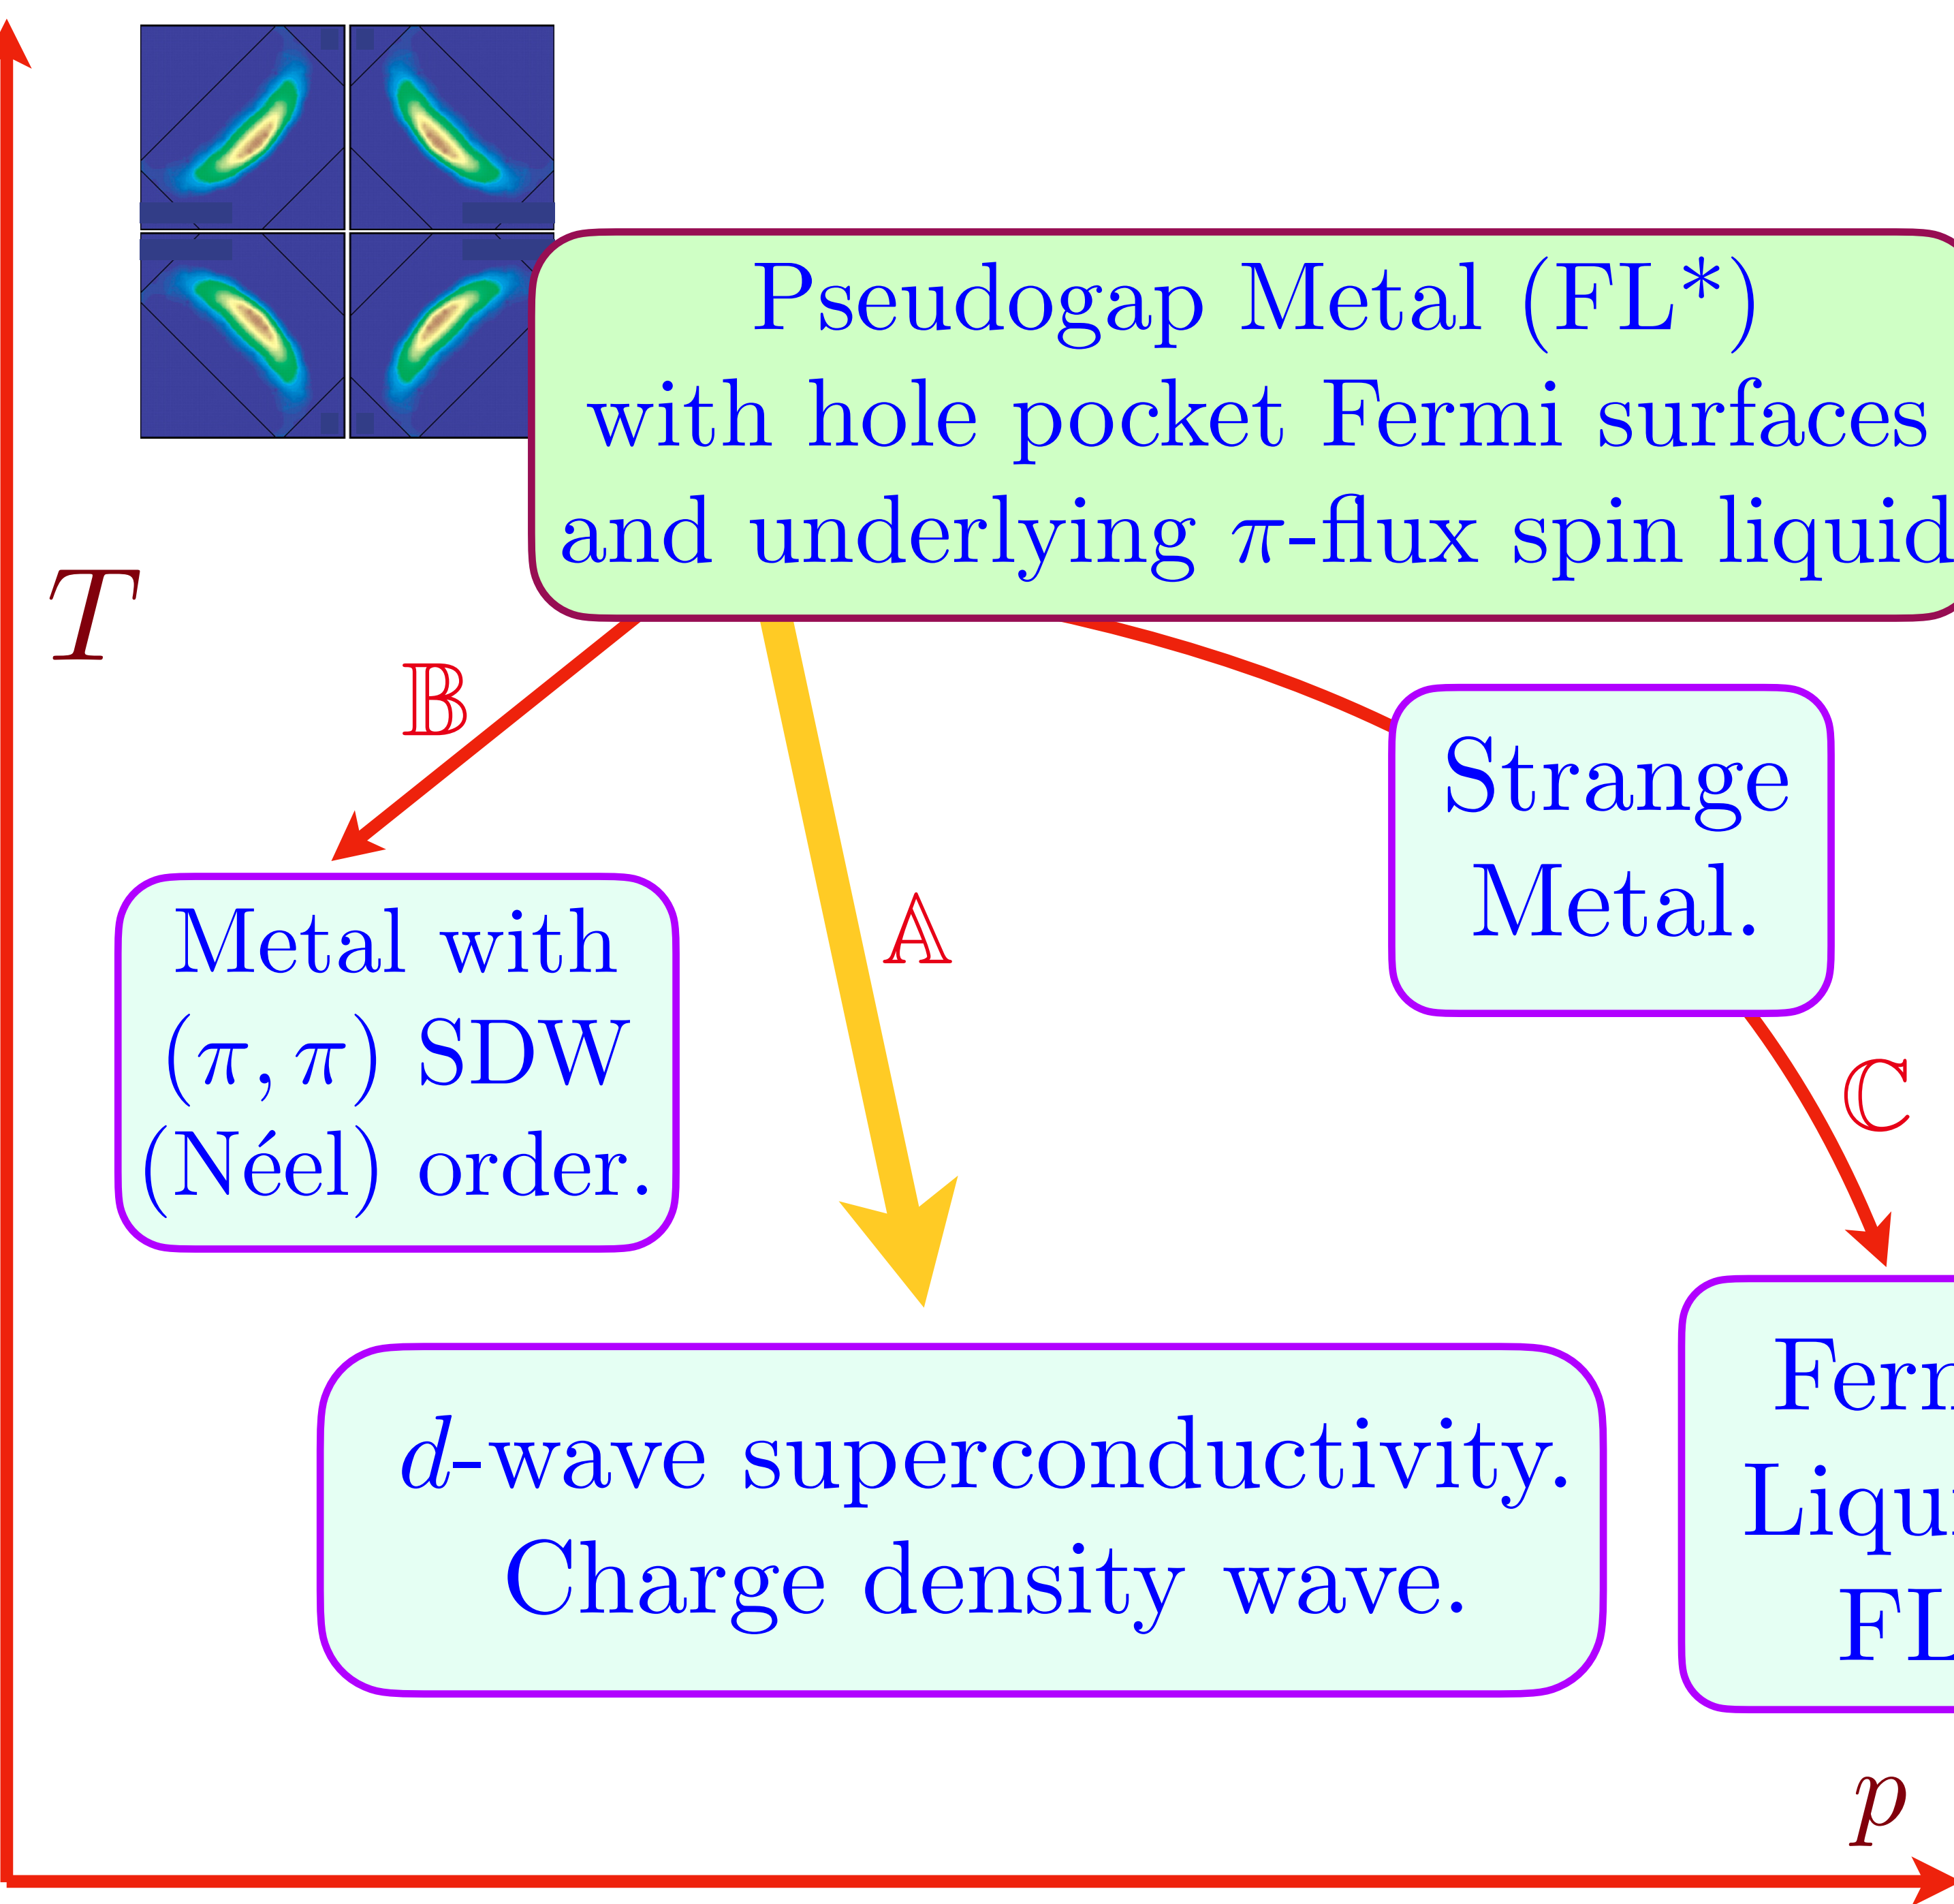 Pseudogap Metal (FL*)
with hole pocket Fermi surfaces
and underlying π-flux spin liquid
T
𝔹
Strange
Metal.
𝔸
Metal with
(π, π) SDW
(Néel) order.
ℂ
d-wave superconductivity.
Charge density wave.
FL
p